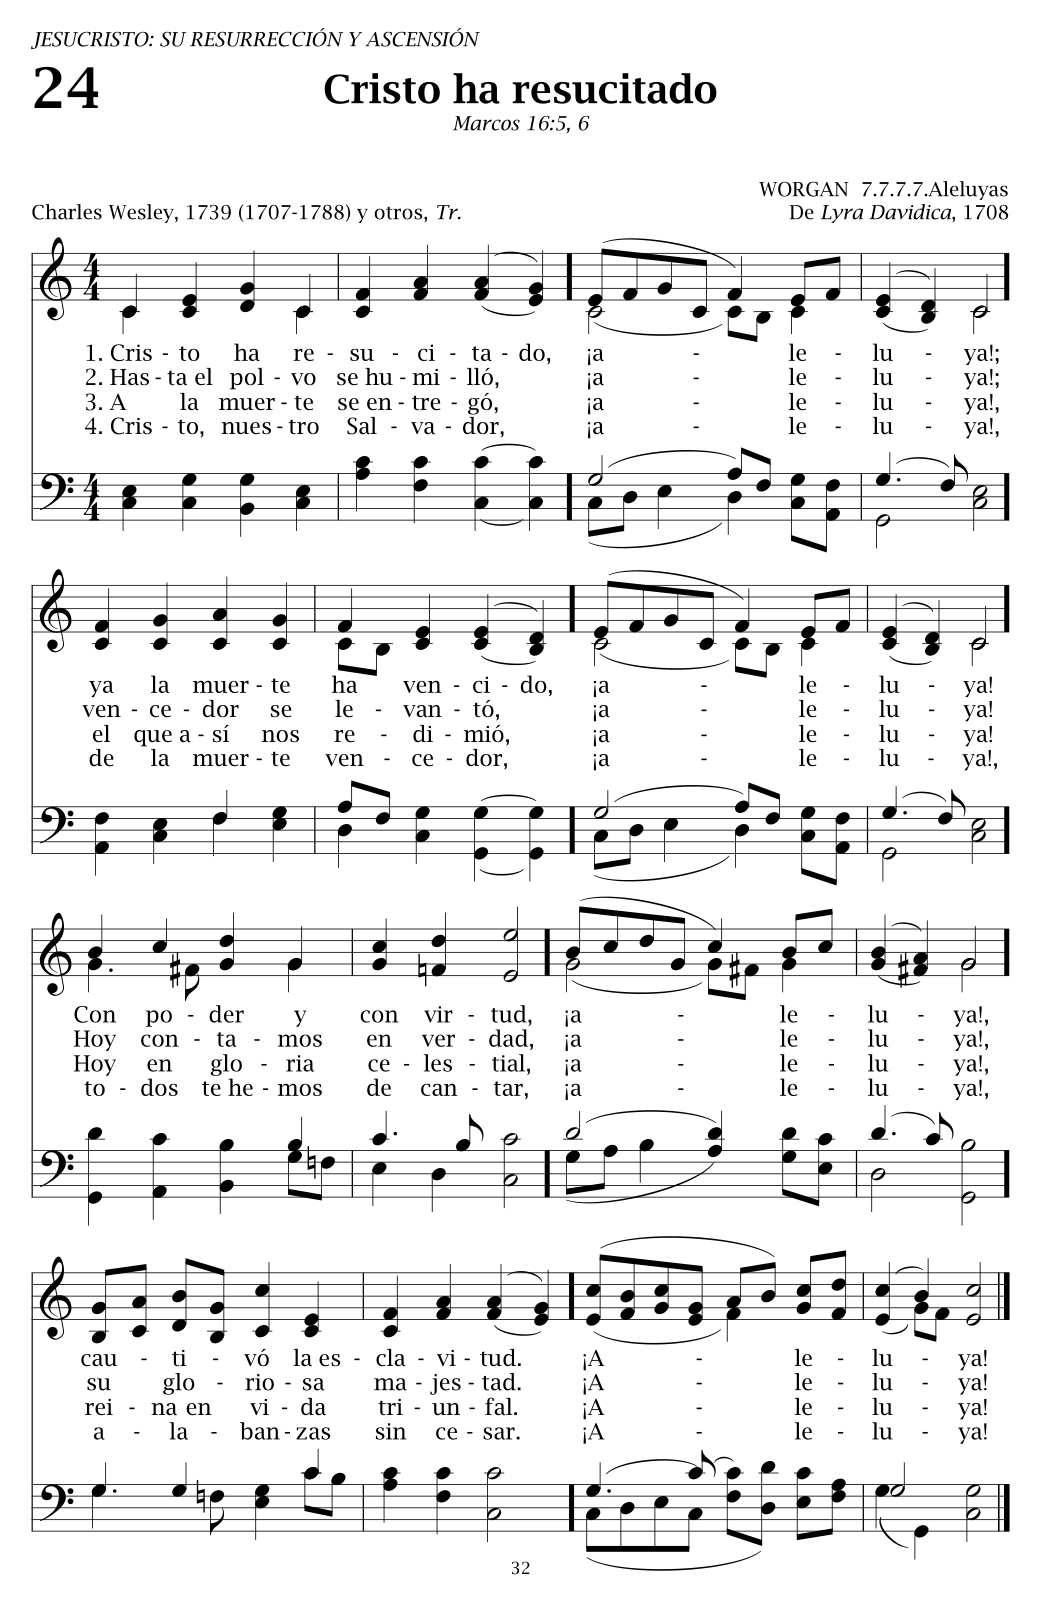 JESUCRISTO: SU RESURRECCIÓN Y ASCENSIÓN
24
Cristo ha resucitado
Marcos 16:5, 6
WORGAN 7.7.7.7.Aleluyas
Charles Wesley, 1739 (1707-1788) y otros, Tr.
De Lyra Davidica, 1708
1. Cris - to ha re - su - ci - ta - do, ¡a - le - lu - ya!;
2. Has - ta el pol - vo se hu - mi - lló, ¡a - le - lu - ya!;
3. A la muer - te se en - tre - gó, ¡a - le - lu - ya!,
4. Cris - to, nues - tro Sal - va - dor, ¡a - le - lu - ya!,
ya la muer - te ha ven - ci - do, ¡a - le - lu - ya!
ven - ce - dor se le - van - tó, ¡a - le - lu - ya!
el que a - sí nos re - di - mió, ¡a - le - lu - ya!
de la muer - te ven - ce - dor, ¡a - le - lu - ya!,
Con po - der y con vir - tud, ¡a - le - lu - ya!,
Hoy con - ta - mos en ver - dad, ¡a - le - lu - ya!,
Hoy en glo - ria ce - les - tial, ¡a - le - lu - ya!,
to - dos te he - mos de can - tar, ¡a - le - lu - ya!,
cau - ti - vó la es - cla - vi - tud. ¡A - le - lu - ya!
su glo - rio - sa ma - jes - tad. ¡A - le - lu - ya!
rei - na en vi - da tri - un - fal. ¡A - le - lu - ya!
a - la - ban - zas sin ce - sar. ¡A - le - lu - ya!
32